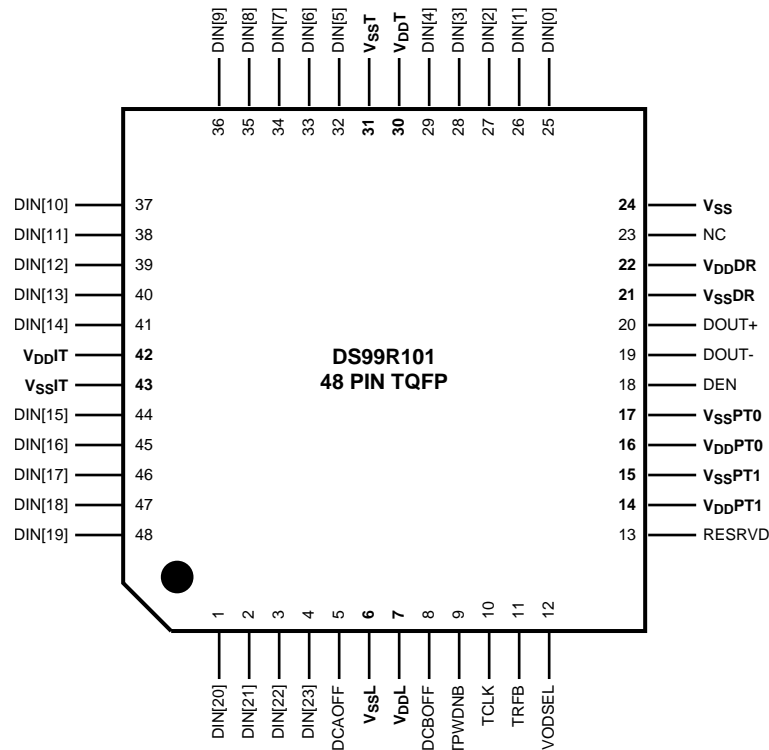 DIN[9] DIN[8] DIN[7] DIN[6] DIN[5] VSST VDDT DIN[4] DIN[3] DIN[2] DIN[1] DIN[0]
36 35 34 33 32 31 30 29 28 27 26 25
DIN[10] 37 24 VSS
DIN[11] 38 23 NC
DIN[12] 39 22 VDDDR
DIN[13] 40 21 VSSDR
DIN[14] 41 20 DOUT+
VDDIT 42 19 DOUT-
VSSIT 43 18 DEN
DIN[15] 44 17 VSSPT0
DIN[16] 45 16 VDDPT0
DIN[17] 46 15 VSSPT1
DIN[18] 47 14 VDDPT1
DIN[19] 48 13 RESRVD
DS99R101
48 PIN TQFP
1 2 3 4 5 6 7 8 9 10 11 12
DIN[20] DIN[21] DIN[22] DIN[23] DCAOFF VSSL VDDL DCBOFF TPWDNB TCLK TRFB VODSEL